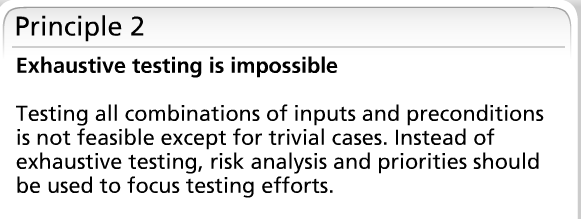 Principle 2
Exhaustive testing is impossible
Testing all combinations of inputs and preconditions
is not feasible except for trivial cases. Instead of
exhaustive testing, risk analysis and priorities should
be used to focus testing efforts.